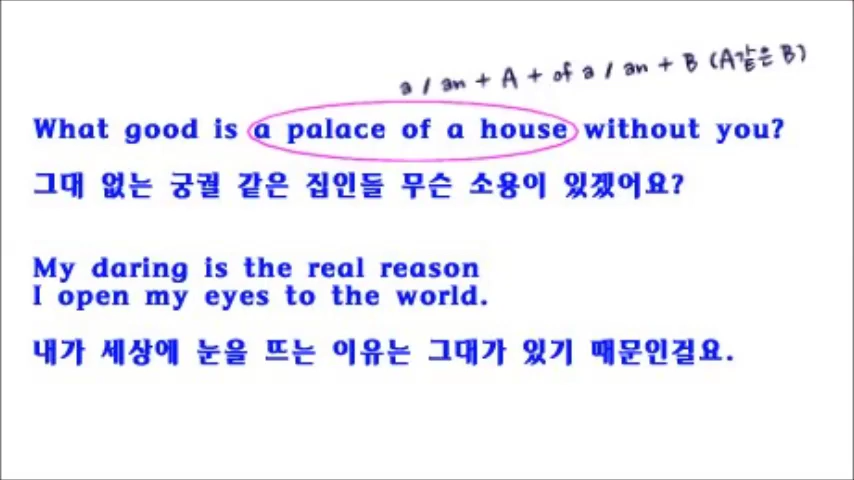 a / an + A + of a / an + B (A같은 B)
What good is a palace of a house without you?
그대 없는 궁궐 같은 집인들 무슨 소용이 있겠어요?
My daring is the real reason
I open my eyes to the world.
내가 세상에 눈을 뜨는 이유는 그대가 있기 때문인걸요.